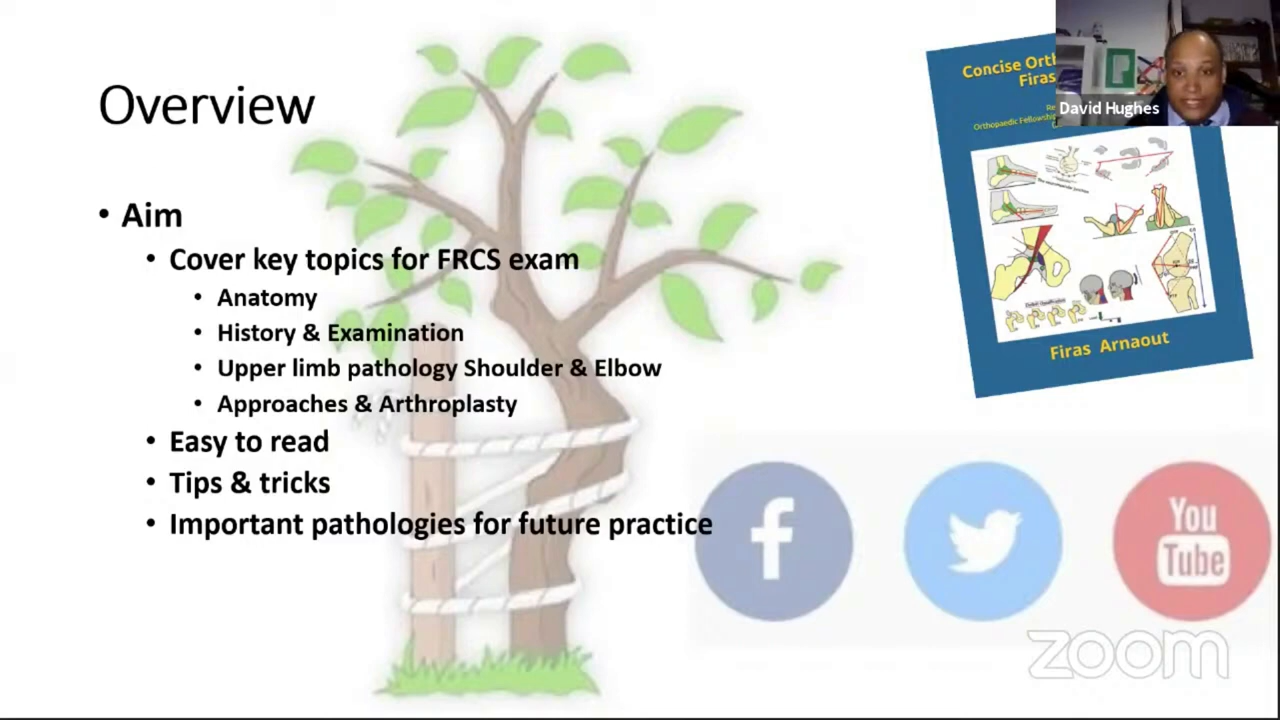 Overview
• Aim
• Cover key topics for FRCS exam
• Anatomy
• History & Examination
• Upper limb pathology Shoulder & Elbow
• Approaches & Arthroplasty
• Easy to read
• Tips & tricks
• Important pathologies for future practice
Concise Orth
Firas
Orthopaedic Fellowship
Firas Arnaout
David Hughes
f
You
Tube
zoom